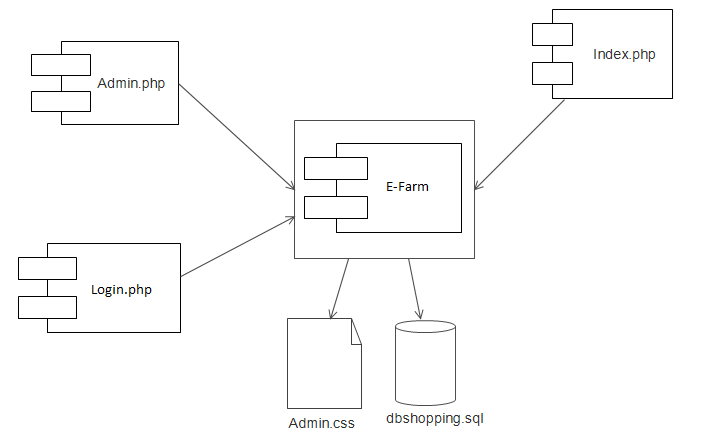 Index.php
Admin.php
E-Farm
Login.php
Admin.css
dbshopping.sql